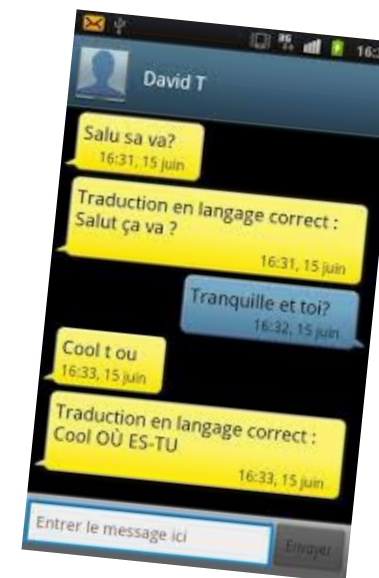 3G 16:
David T
Salu sa va?
16:31, 15 juin
Traduction en langage correct :
Salut ça va ?
16:31, 15 juin
Tranquille et toi?
16:32, 15 juin
Cool t ou
16:33, 15 juin
Traduction en langage correct :
Cool OÙ ES-TU
16:33, 15 juin
Entrer le message ici
Envoyer